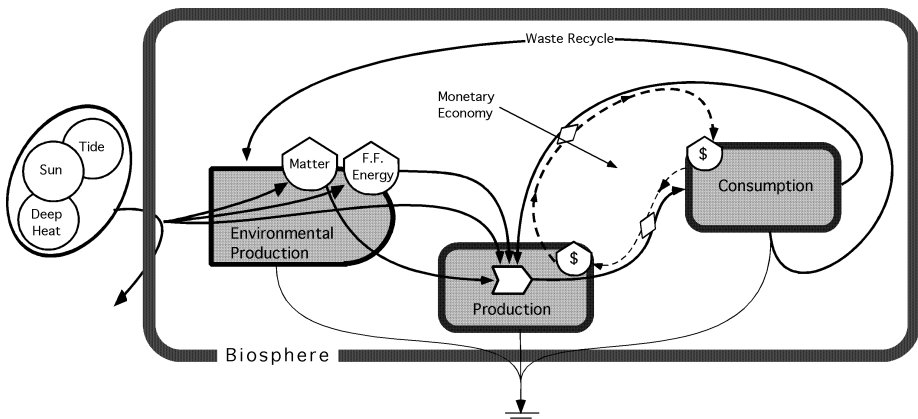 Waste Recycle
Monetary
Economy
Tide
Sun
Deep
Heat
Matter
F.F.
Energy
$
Consumption
Environmental
Production
$
Production
Biosphere